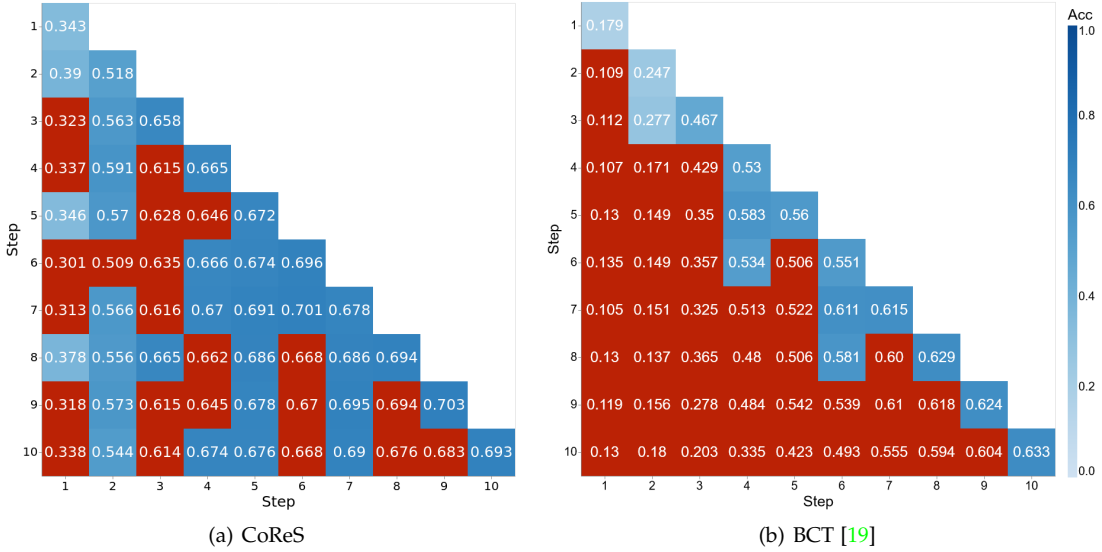 Acc
1 0.343 1 0.179 1.0
2 0.39 0.518 2 0.109 0.247
3 0.323 0.563 0.658 3 0.112 0.277 0.467 0.8
4 0.337 0.591 0.615 0.665 4 0.107 0.171 0.429 0.53
5 0.346 0.57 0.628 0.646 0.672 5 0.13 0.149 0.35 0.583 0.56 0.6
Step Step
6 0.301 0.509 0.635 0.666 0.674 0.696 6 0.135 0.149 0.357 0.534 0.506 0.551
7 0.313 0.566 0.616 0.67 0.691 0.701 0.678 7 0.105 0.151 0.325 0.513 0.522 0.611 0.615 0.4
8 0.378 0.556 0.665 0.662 0.686 0.668 0.686 0.694 8 0.13 0.137 0.365 0.48 0.506 0.581 0.60 0.629
9 0.318 0.573 0.615 0.645 0.678 0.67 0.695 0.694 0.703 9 0.119 0.156 0.278 0.484 0.542 0.539 0.61 0.618 0.624 0.2
10 0.338 0.544 0.614 0.674 0.676 0.668 0.69 0.676 0.683 0.693 10 0.13 0.18 0.203 0.335 0.423 0.493 0.555 0.594 0.604 0.633 0.0
1 2 3 4 5 6 7 8 9 10 1 2 3 4 5 6 7 8 9 10
Step Step
(a) CoReS (b) BCT [19]